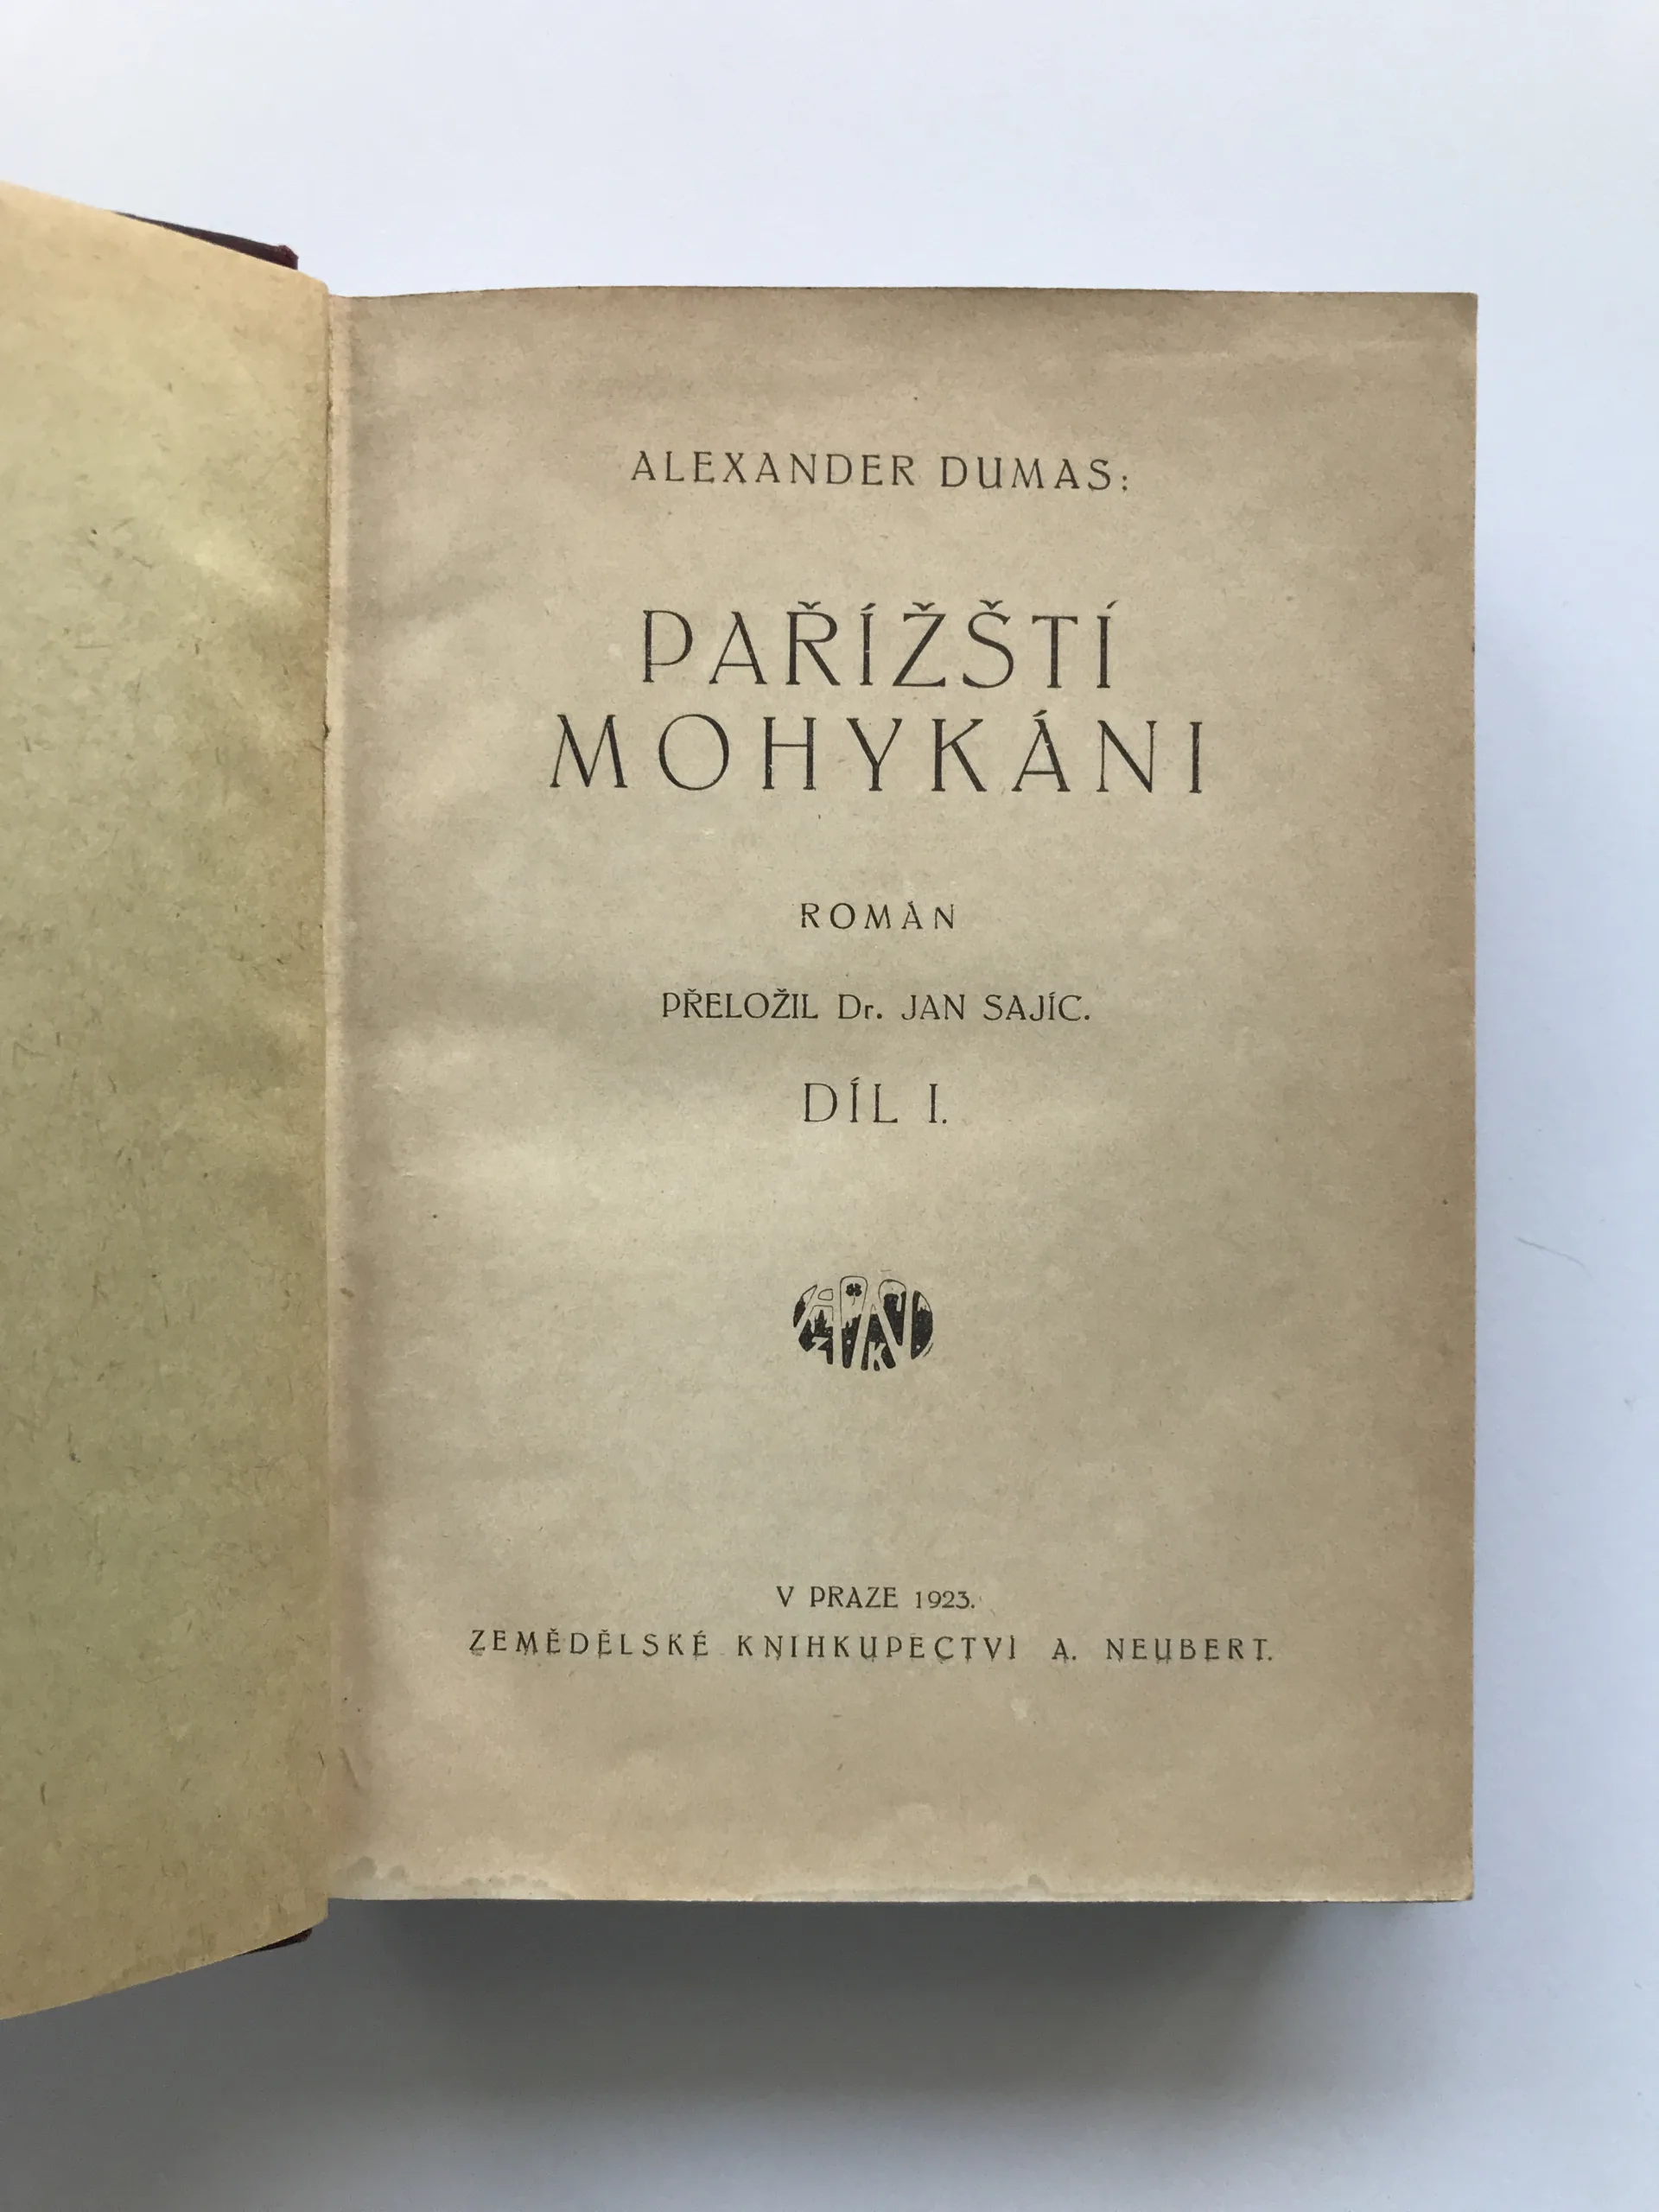 ALEXANDER DUMAS:
PAŘÍŽŠTÍ
MOHYKÁNI
ROMÁN
PŘELOŽIL Dr. JAN SAJÍC.
DÍL I.
V PRAZE 1923.
ZEMĚDĚLSKÉ KNIHKUPECTVÍ A. NEUBERT.